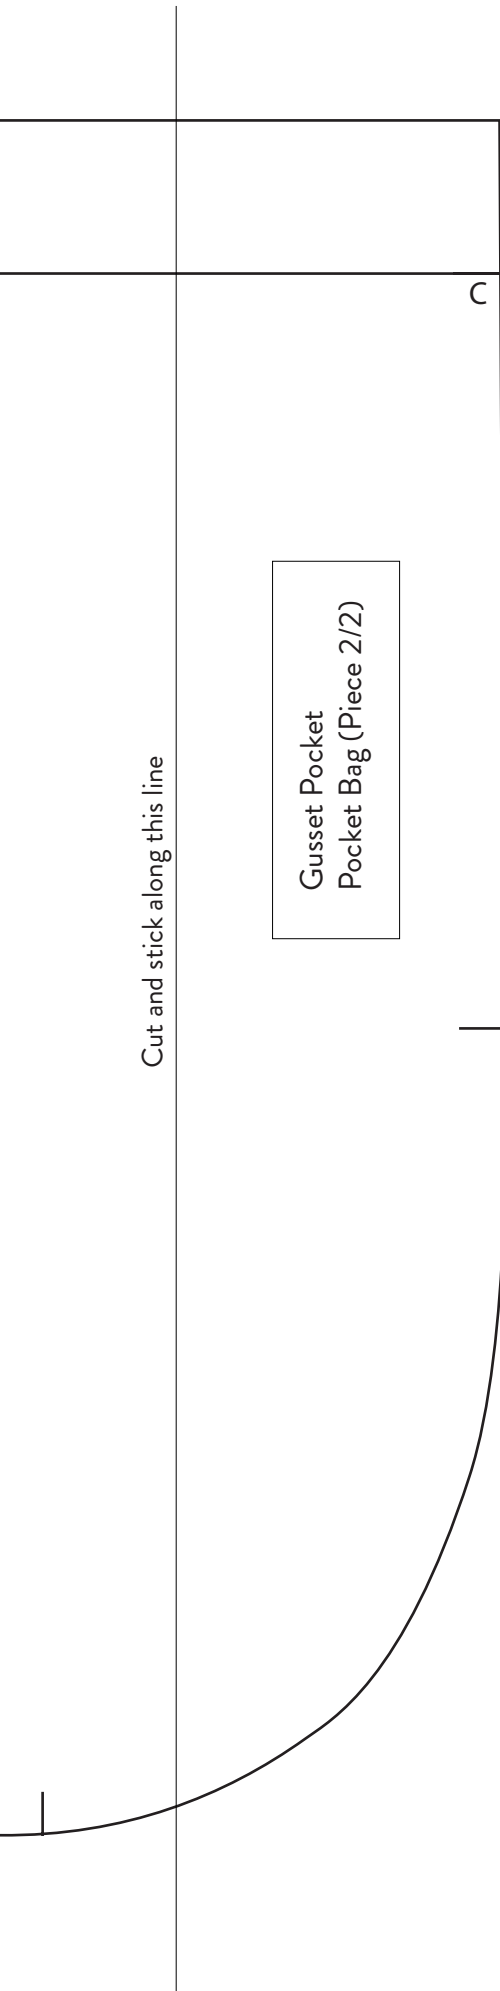 C
Gusset Pocket
Pocket Bag (Piece 2/2)
Cut and stick along this line